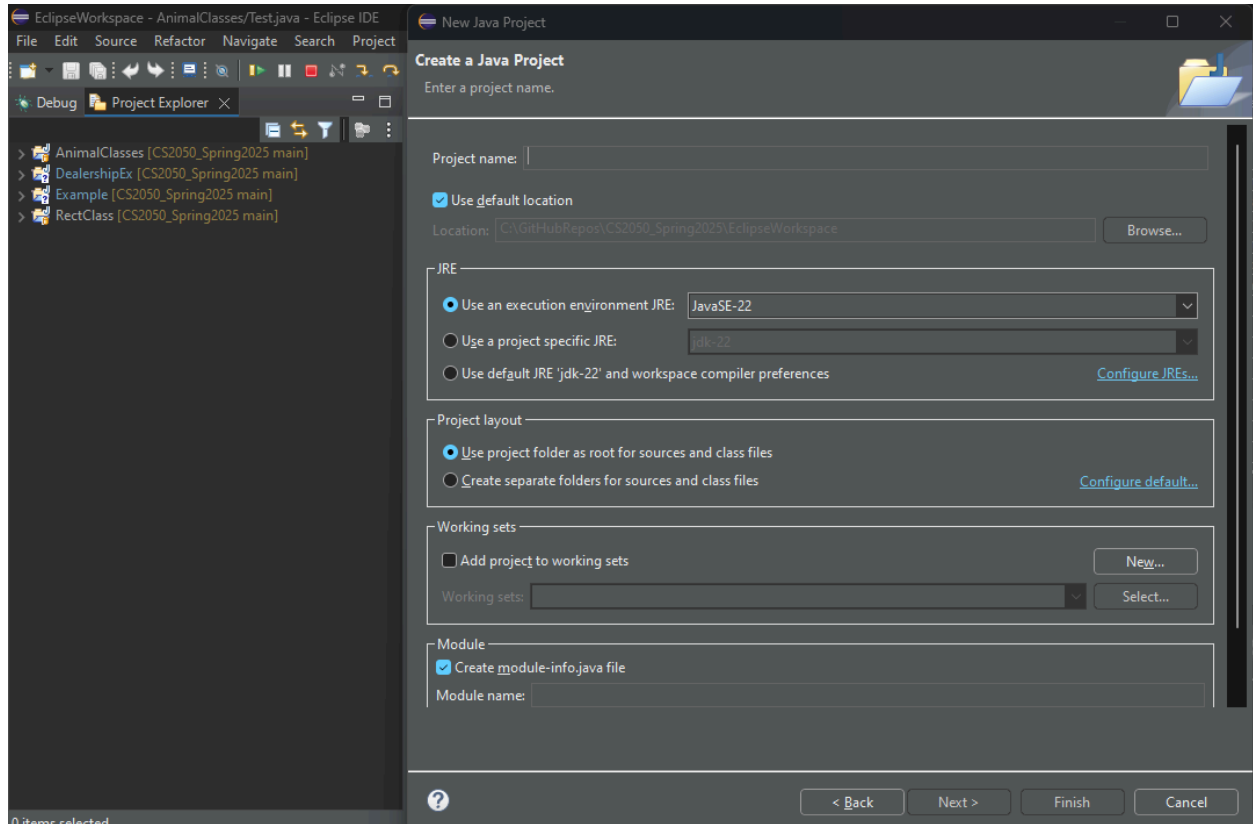 EclipseWorkspace - AnimalClasses/Test.java - Eclipse IDE
File Edit Source Refactor Navigate Search Project
Debug Project Explorer
AnimalClasses [CS2050_Spring2025 main]
DealershipEx [CS2050_Spring2025 main]
Example [CS2050_Spring2025 main]
RectClass [CS2050_Spring2025 main]
0 items selected
New Java Project
Create a Java Project
Enter a project name.
Project name:
Use default location
Location: C:\GitHubRepos\CS2050_Spring2025\EclipseWorkspace Browse...
JRE
Use an execution environment JRE: JavaSE-22
Use a project specific JRE: jdk-22
Use default JRE 'jdk-22' and workspace compiler preferences Configure JREs...
Project layout
Use project folder as root for sources and class files
Create separate folders for sources and class files Configure default...
Working sets
Add project to working sets New...
Working sets: Select...
Module
Create module-info.java file
Module name:
? < Back Next > Finish Cancel